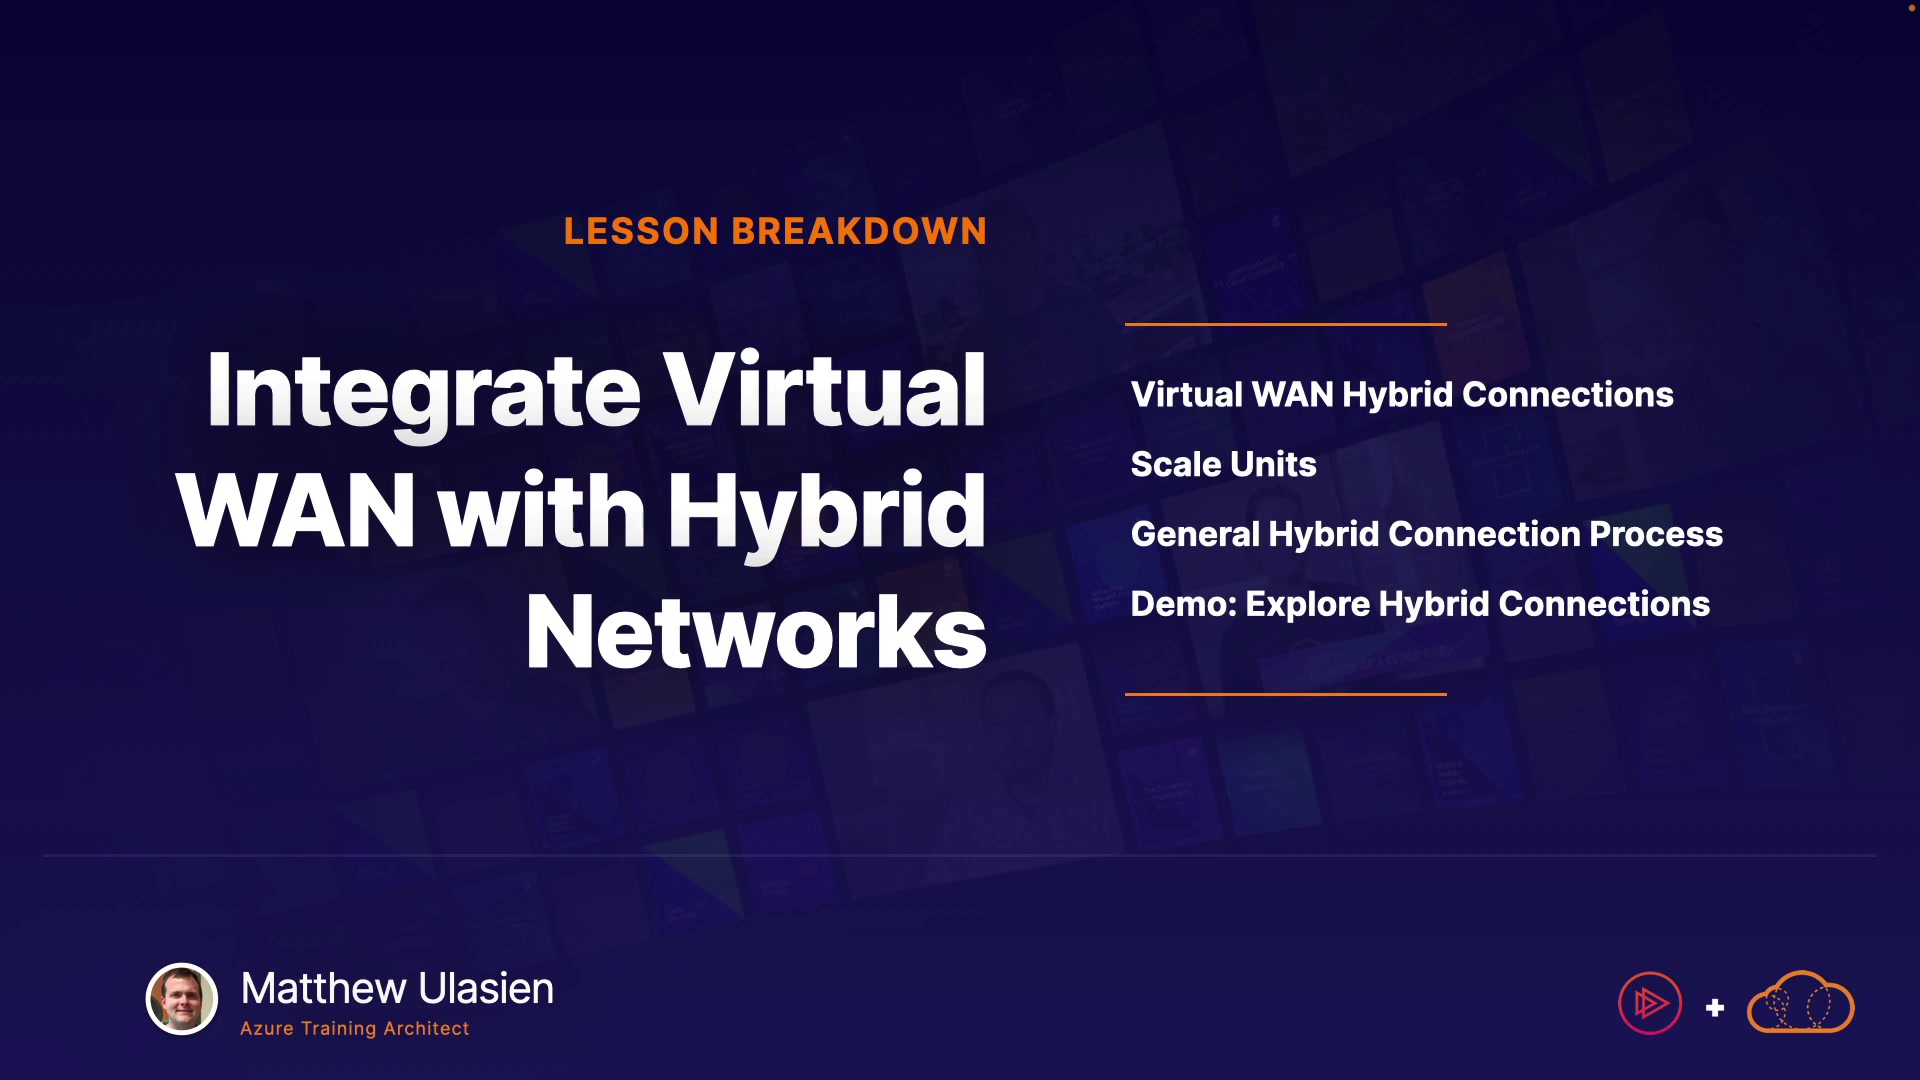 LESSON BREAKDOWN
Integrate Virtual
WAN with Hybrid
Networks
Virtual WAN Hybrid Connections
Scale Units
General Hybrid Connection Process
Demo: Explore Hybrid Connections
Matthew Ulasien
Azure Training Architect